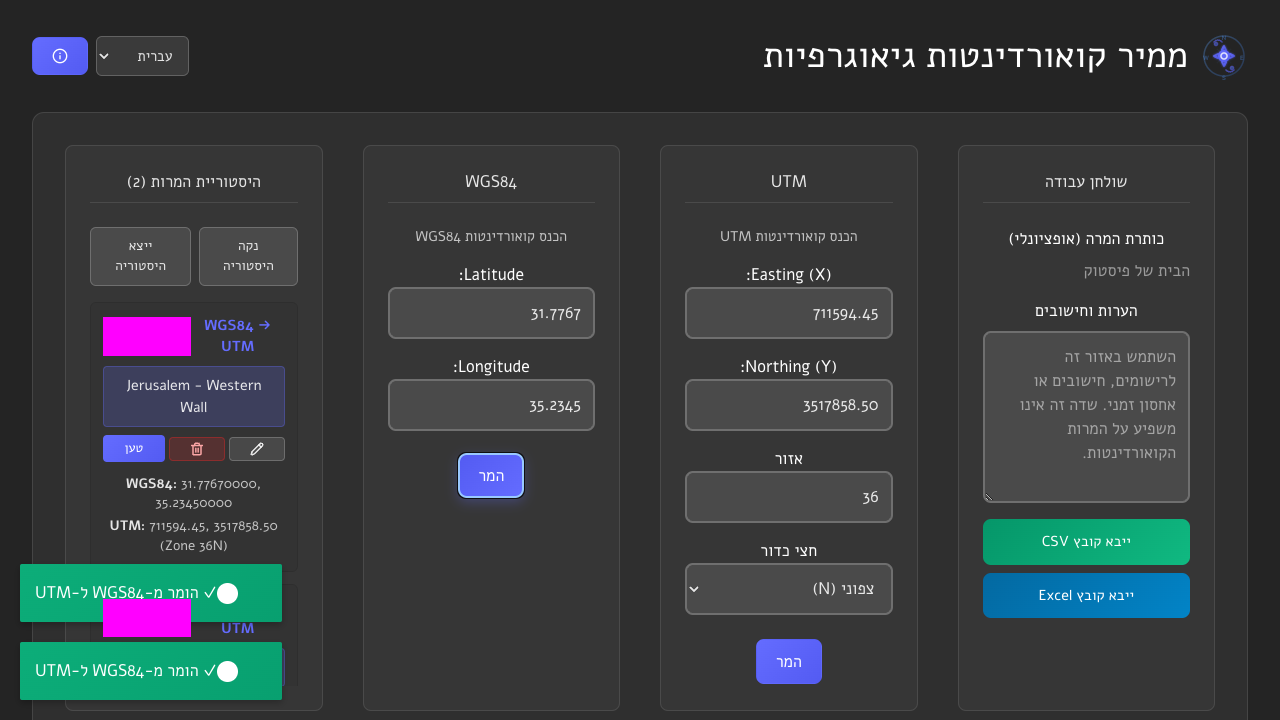 ממיר קואורדינטות גיאוגרפיות
עברית
שולחן עבודה
כותרת המרה (אופציונלי)
הבית של פיסטוק
הערות וחישובים
השתמש באזור זה
לרישומים, חישובים או
אחסון זמני. שדה זה אינו
משפיע על המרות
הקואורדינטות.
ייבא קובץ CSV
ייבא קובץ Excel
UTM
הכנס קואורדינטות UTM
Easting (X):
711594.45
Northing (Y):
3517858.50
אזור
36
חצי כדור
צפוני (N)
המר
WGS84
הכנס קואורדינטות WGS84
Latitude:
31.7767
Longitude:
35.2345
המר
היסטוריית המרות (2)
נקה
היסטוריה
ייצא
היסטוריה
WGS84 →
UTM
Jerusalem - Western
Wall
טען
WGS84: 31.77670000,
35.23450000
UTM: 711594.45, 3517858.50
(Zone 36N)
✓ הומר מ-WGS84 ל-UTM
UTM
✓ הומר מ-WGS84 ל-UTM